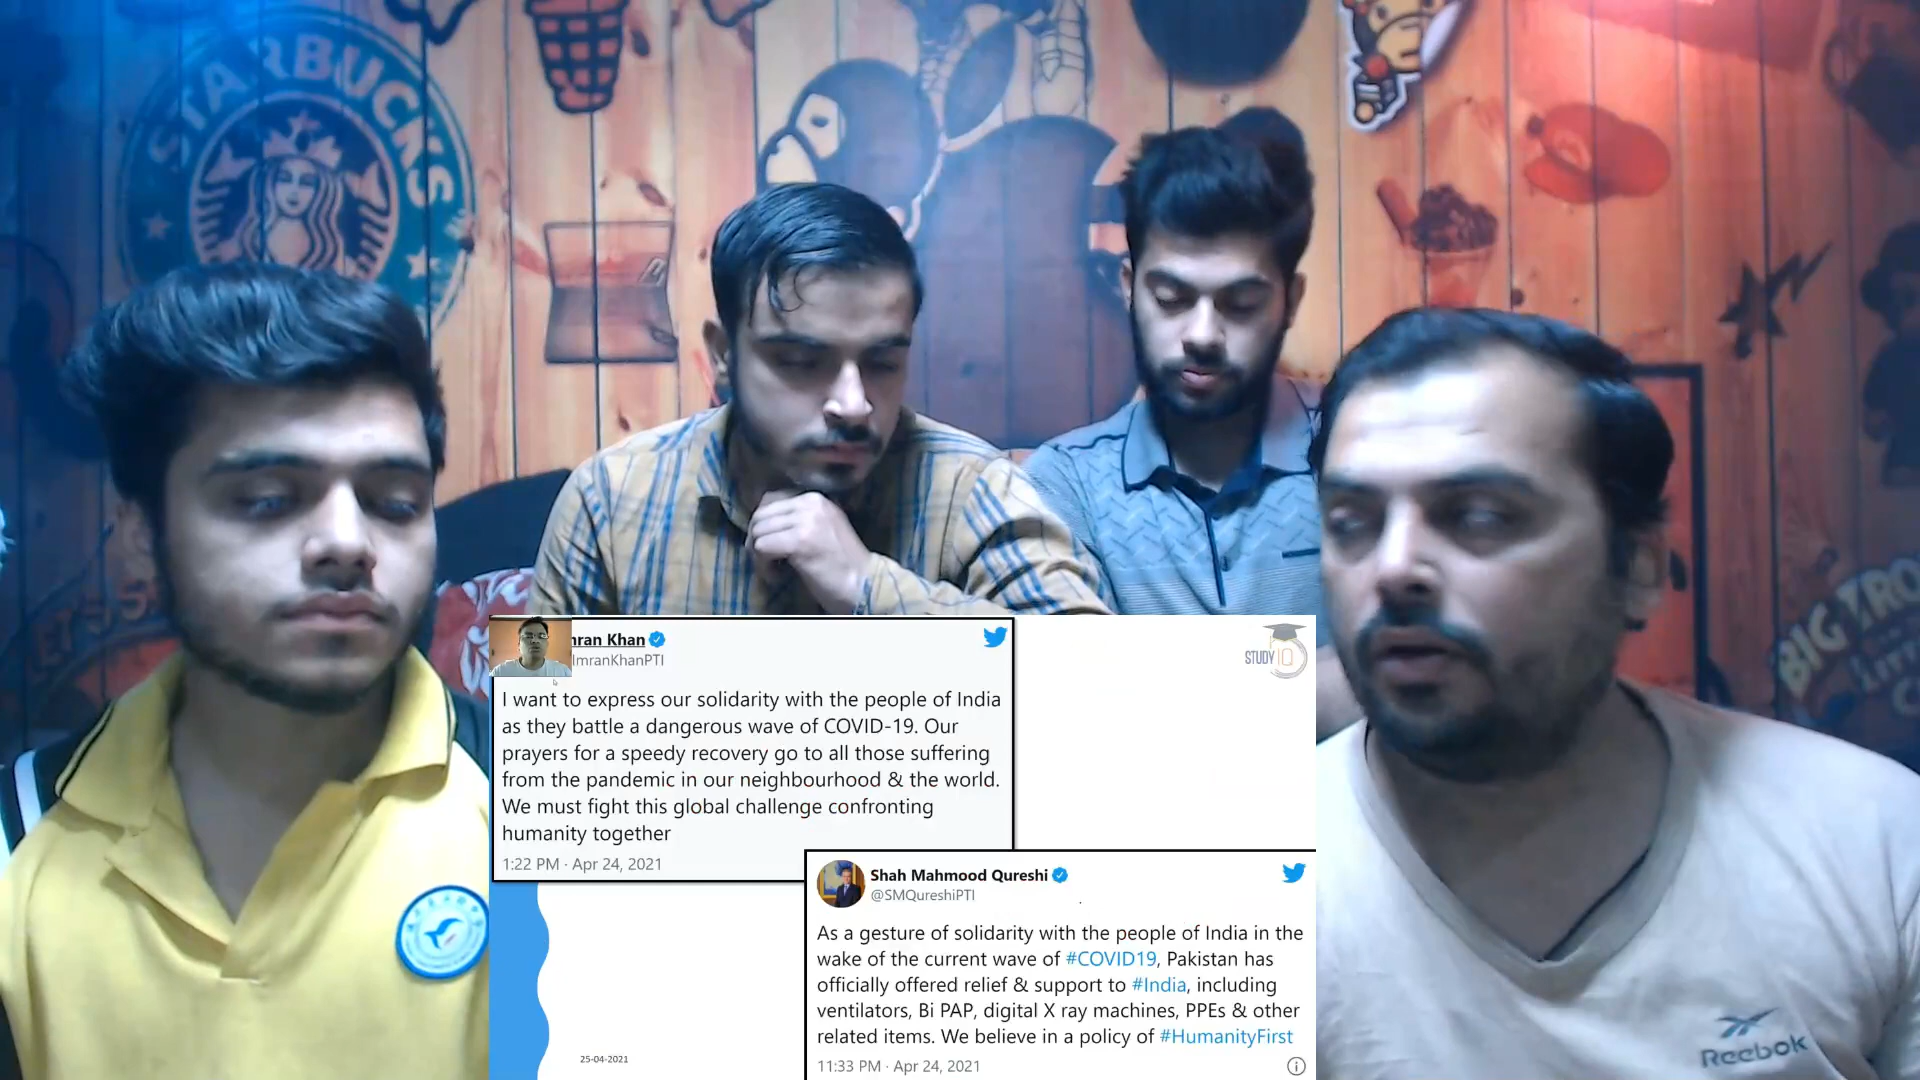 STARBUCKS
LET'S S
BIG TRO
LITTL
C
Reebok
mran Khan
ImranKhanPTI
I want to express our solidarity with the people of India
as they battle a dangerous wave of COVID-19. Our
prayers for a speedy recovery go to all those suffering
from the pandemic in our neighbourhood & the world.
We must fight this global challenge confronting
humanity together
1:22 PM · Apr 24, 2021
STUDY IQ
Shah Mahmood Qureshi
@SMQureshiPTI
As a gesture of solidarity with the people of India in the
wake of the current wave of #COVID19, Pakistan has
officially offered relief & support to #India, including
ventilators, Bi PAP, digital X ray machines, PPEs & other
related items. We believe in a policy of #HumanityFirst
11:33 PM · Apr 24, 2021
25-04-2021